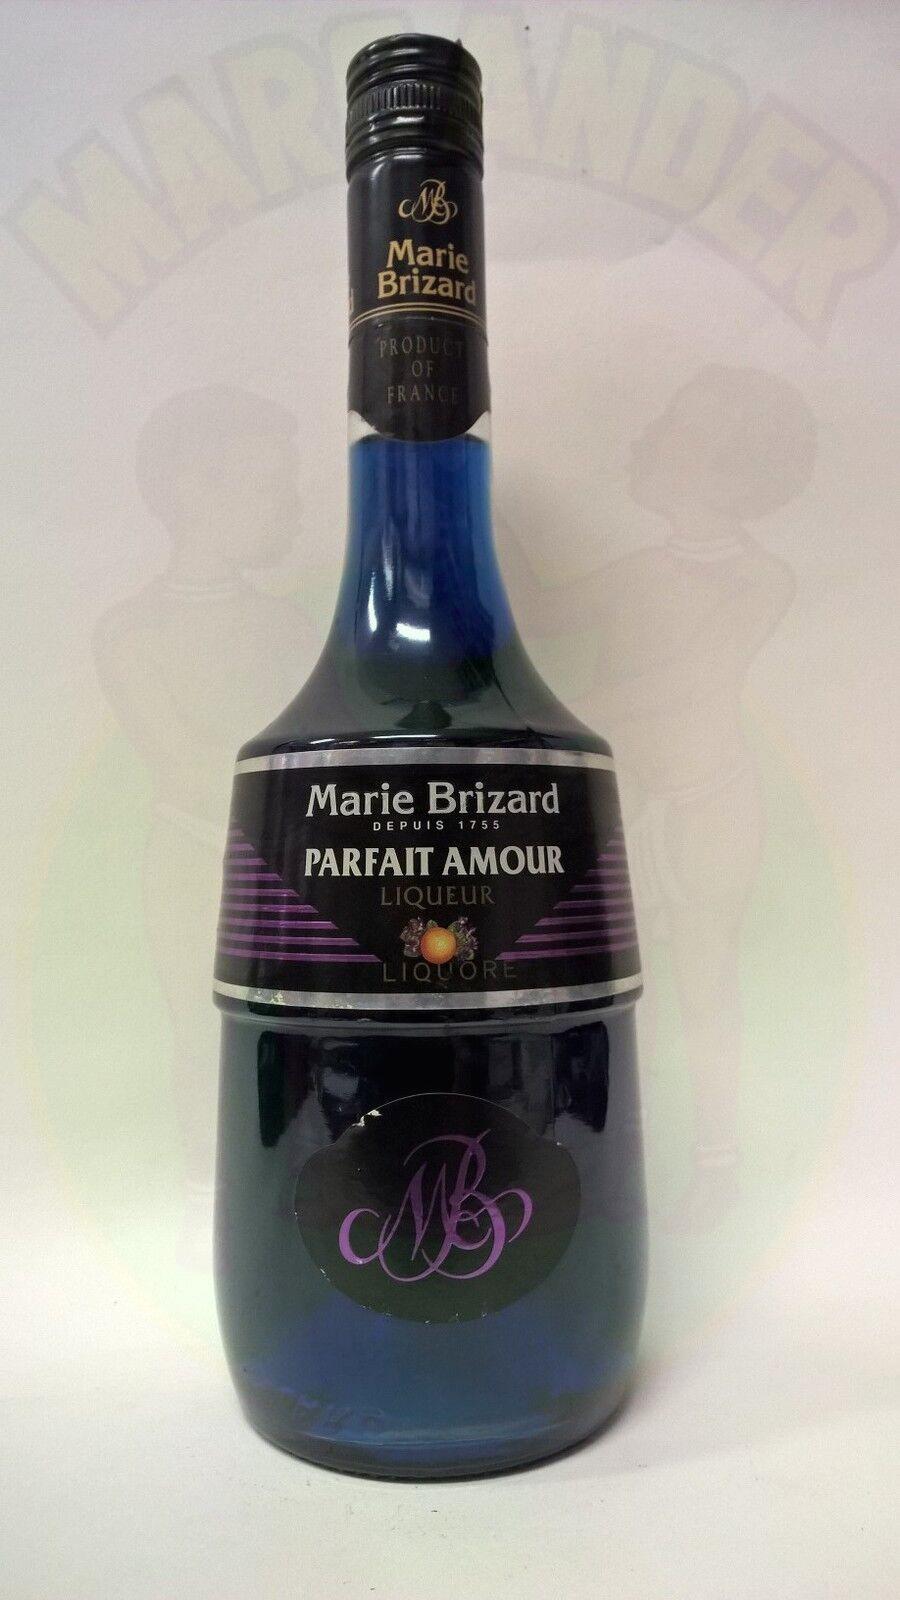 MB
Marie
Brizard
PRODUCT
OF
FRANCE
Marie Brizard
DEPUIS 1755
PARFAIT AMOUR
LIQUEUR
LIQUORE
MB